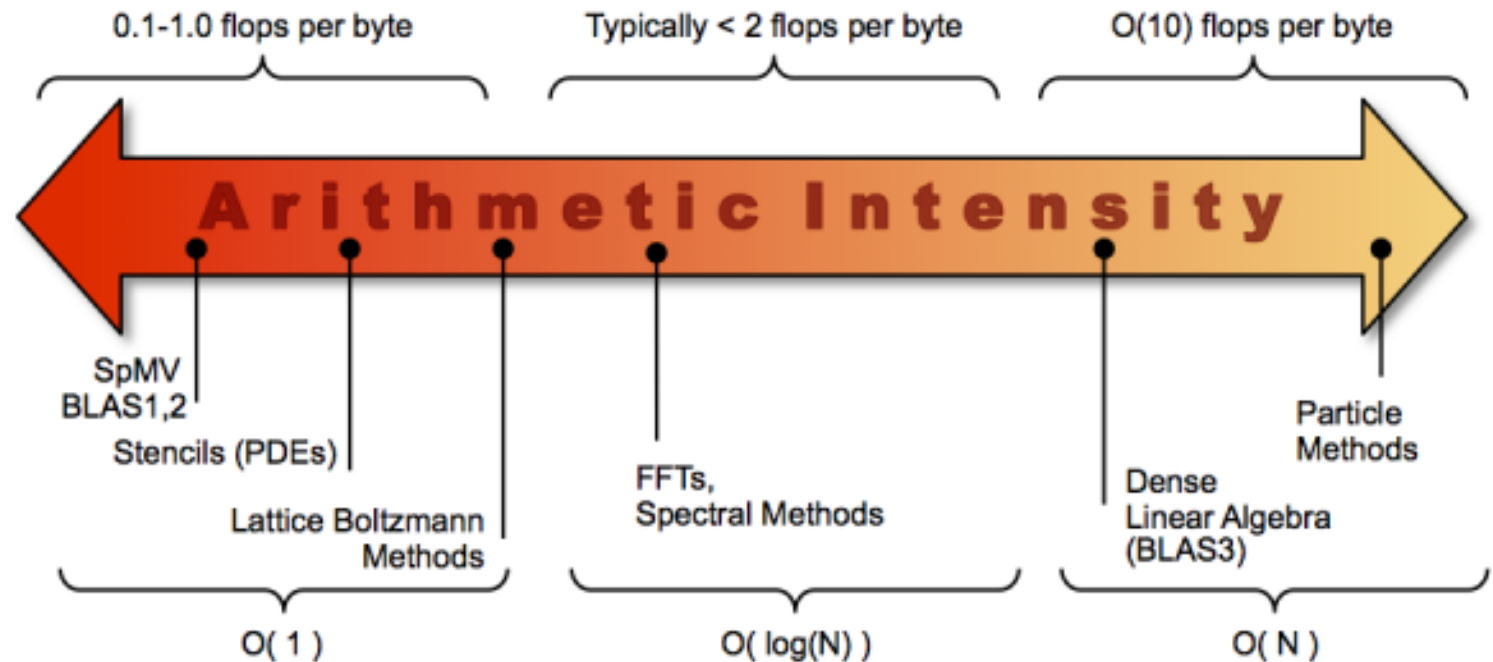 0.1-1.0 flops per byte
Typically < 2 flops per byte
O(10) flops per byte
Arithmetic Intensity
SpMV
BLAS1,2
Stencils (PDEs)
Lattice Boltzmann
Methods
FFTs,
Spectral Methods
Dense
Linear Algebra
(BLAS3)
Particle
Methods
O( 1 )
O( log(N) )
O( N )